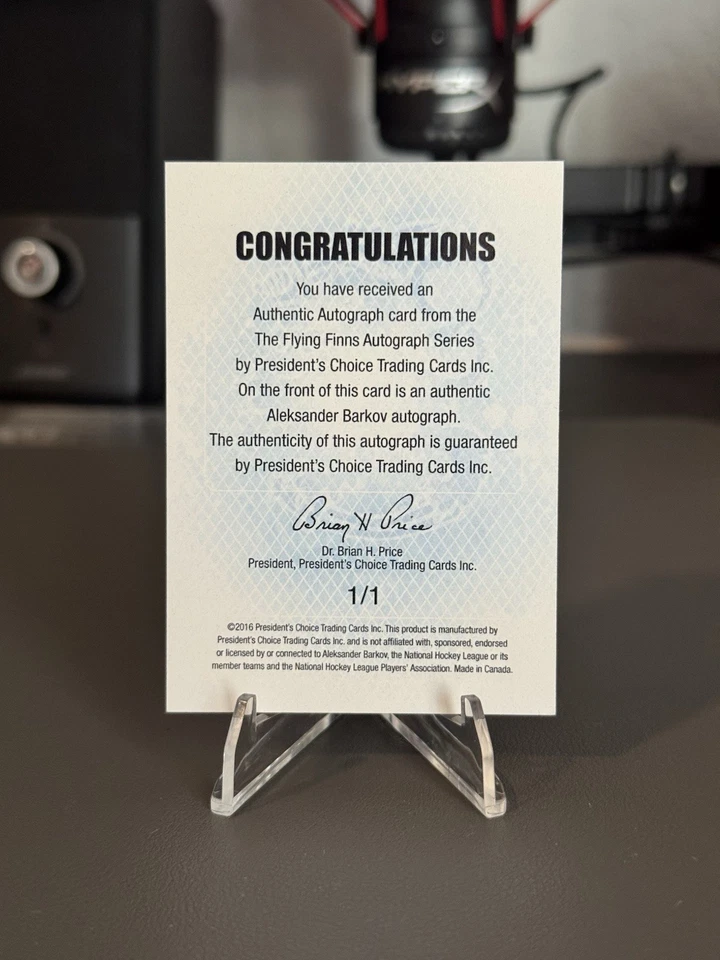 HYPERX
CONGRATULATIONS
You have received an
Authentic Autograph card from the
The Flying Finns Autograph Series
by President's Choice Trading Cards Inc.
On the front of this card is an authentic
Aleksander Barkov autograph.
The authenticity of this autograph is guaranteed
by President's Choice Trading Cards Inc.
Brian H Price
Dr. Brian H. Price
President, President's Choice Trading Cards Inc.
1/1
©2016 President's Choice Trading Cards Inc. This product is manufactured by
President's Choice Trading Cards Inc. and is not affiliated with, sponsored, endorsed
or licensed by or connected to Aleksander Barkov, the National Hockey League or its
member teams and the National Hockey League Players' Association. Made in Canada.